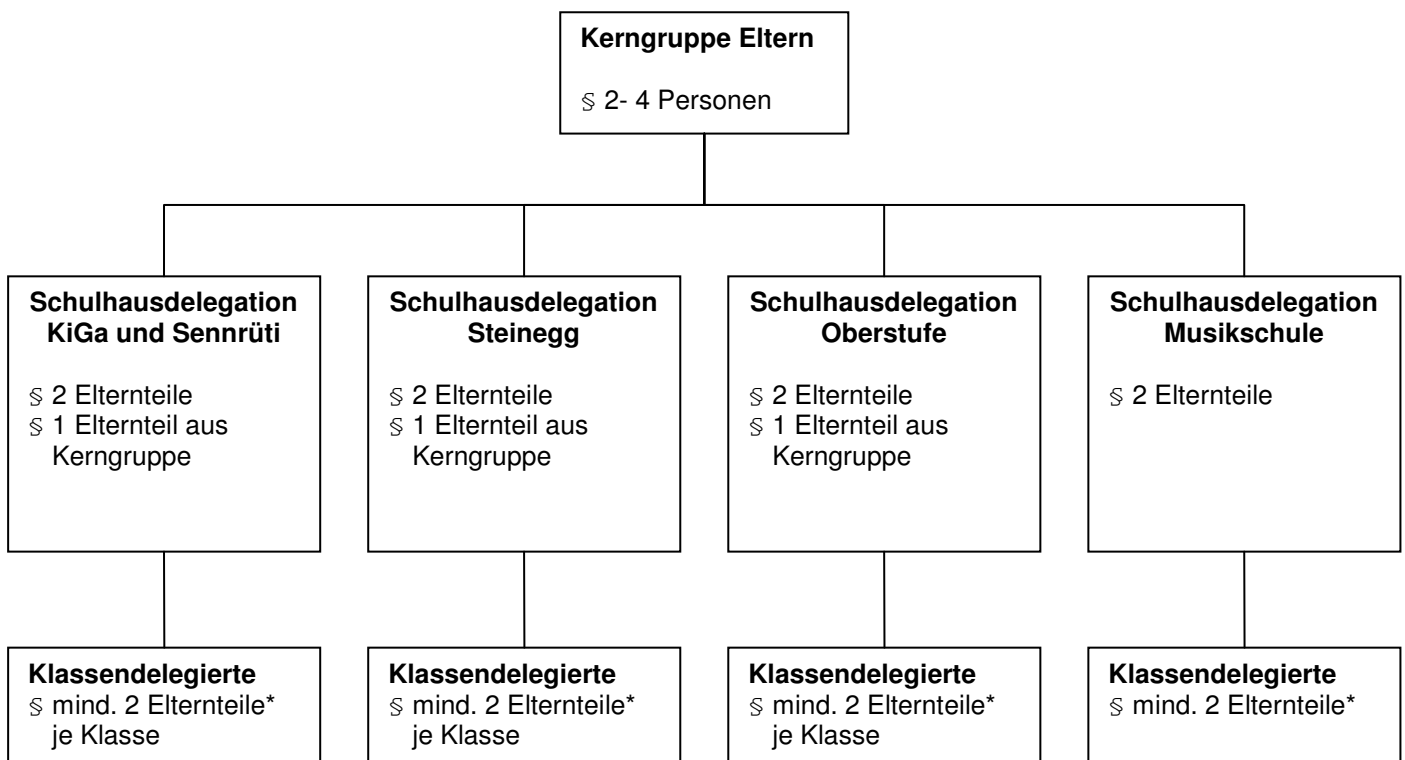 Kerngruppe Eltern
§ 2- 4 Personen
Schulhausdelegation
KiGa und Sennrüti
§ 2 Elternteile
§ 1 Elternteil aus
Kerngruppe
Schulhausdelegation
Steinegg
§ 2 Elternteile
§ 1 Elternteil aus
Kerngruppe
Schulhausdelegation
Oberstufe
§ 2 Elternteile
§ 1 Elternteil aus
Kerngruppe
Schulhausdelegation
Musikschule
§ 2 Elternteile
Klassendelegierte
§ mind. 2 Elternteile*
je Klasse
Klassendelegierte
§ mind. 2 Elternteile*
je Klasse
Klassendelegierte
§ mind. 2 Elternteile*
je Klasse
Klassendelegierte
§ mind. 2 Elternteile*